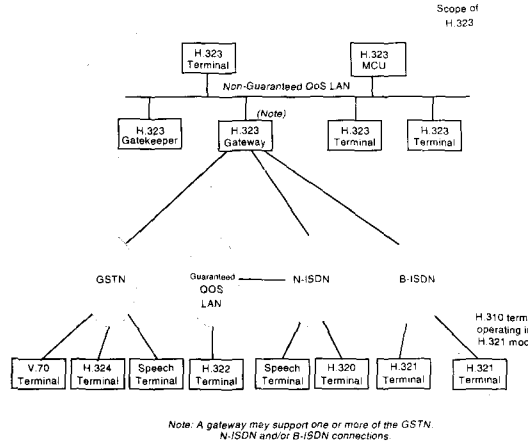 Scope of
H.323
H.323
Terminal
H.323
MCU
Non-Guaranteed QoS LAN
(Note)
H.323
Gatekeeper
H.323
Gateway
H.323
Terminal
H.323
Terminal
GSTN
Guaranteed
QOS
LAN
N-ISDN
B-ISDN
H.310 term
operating i
H.321 mo
V.70
Terminal
H.324
Terminal
Speech
Terminal
H.322
Terminal
Speech
Terminal
H.320
Terminal
H.321
Terminal
H.321
Terminal
Note: A gateway may support one or more of the GSTN.
N-ISDN and/or B-ISDN connections.